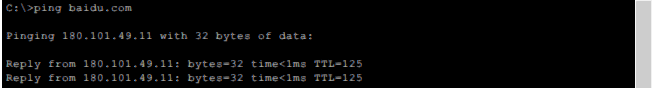 C:\>ping baidu.com
Pinging 180.101.49.11 with 32 bytes of data:
Reply from 180.101.49.11: bytes=32 time<1ms TTL=125
Reply from 180.101.49.11: bytes=32 time<1ms TTL=125